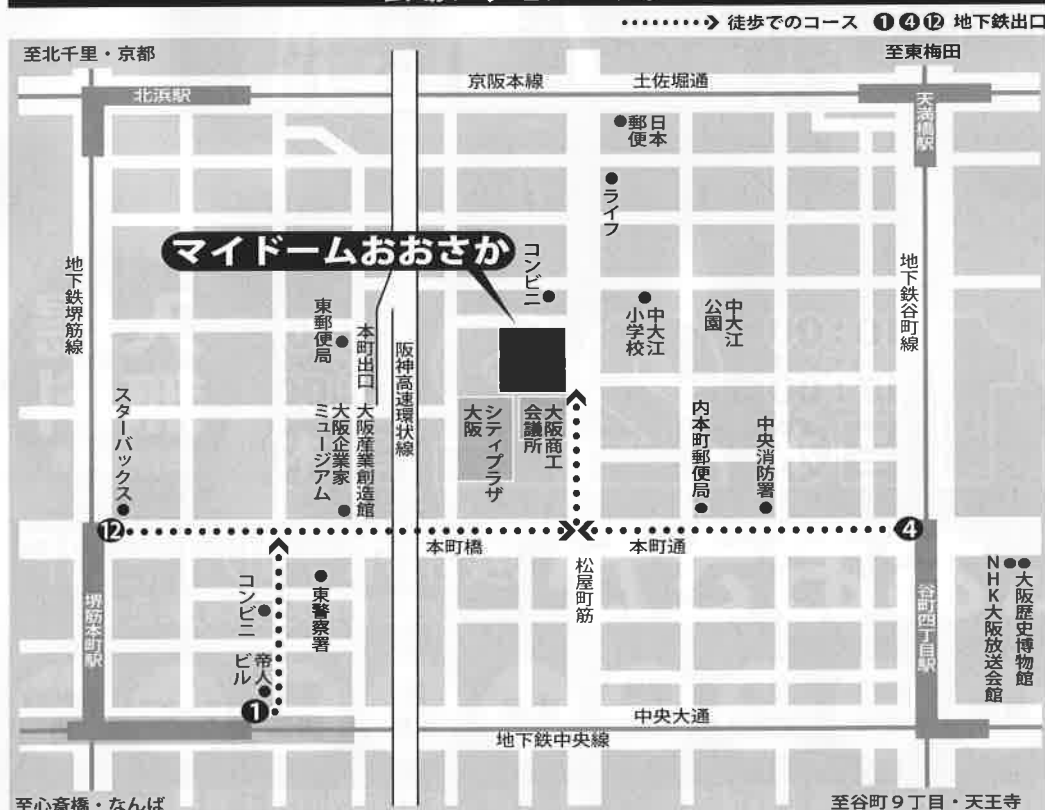 徒歩でのコース ❶❹⓬ 地下鉄出口
至北千里・京都
至東梅田
京阪本線
土佐堀通
北浜駅
天満橋駅
日本
郵便
ライフ
マイドームおおさか
コンビニ
地下鉄堺筋線
地下鉄谷町線
東郵便局
本町出口
阪神高速環状線
中大江
小学校
中大江
公園
スターバックス
大阪産業創造館
大阪企業家
ミュージアム
大阪
シティプラザ
大阪商工
会議所
内本町郵便局
中央消防署
⓬
❹
本町橋
本町通
松屋町筋
コンビニ
東警察署
堺筋本町駅
谷町四丁目駅
大阪歴史博物館
NHK大阪放送会館
帝人
ビル
❶
中央大通
地下鉄中央線
至心斎橋・なんば
至谷町9丁目・天王寺